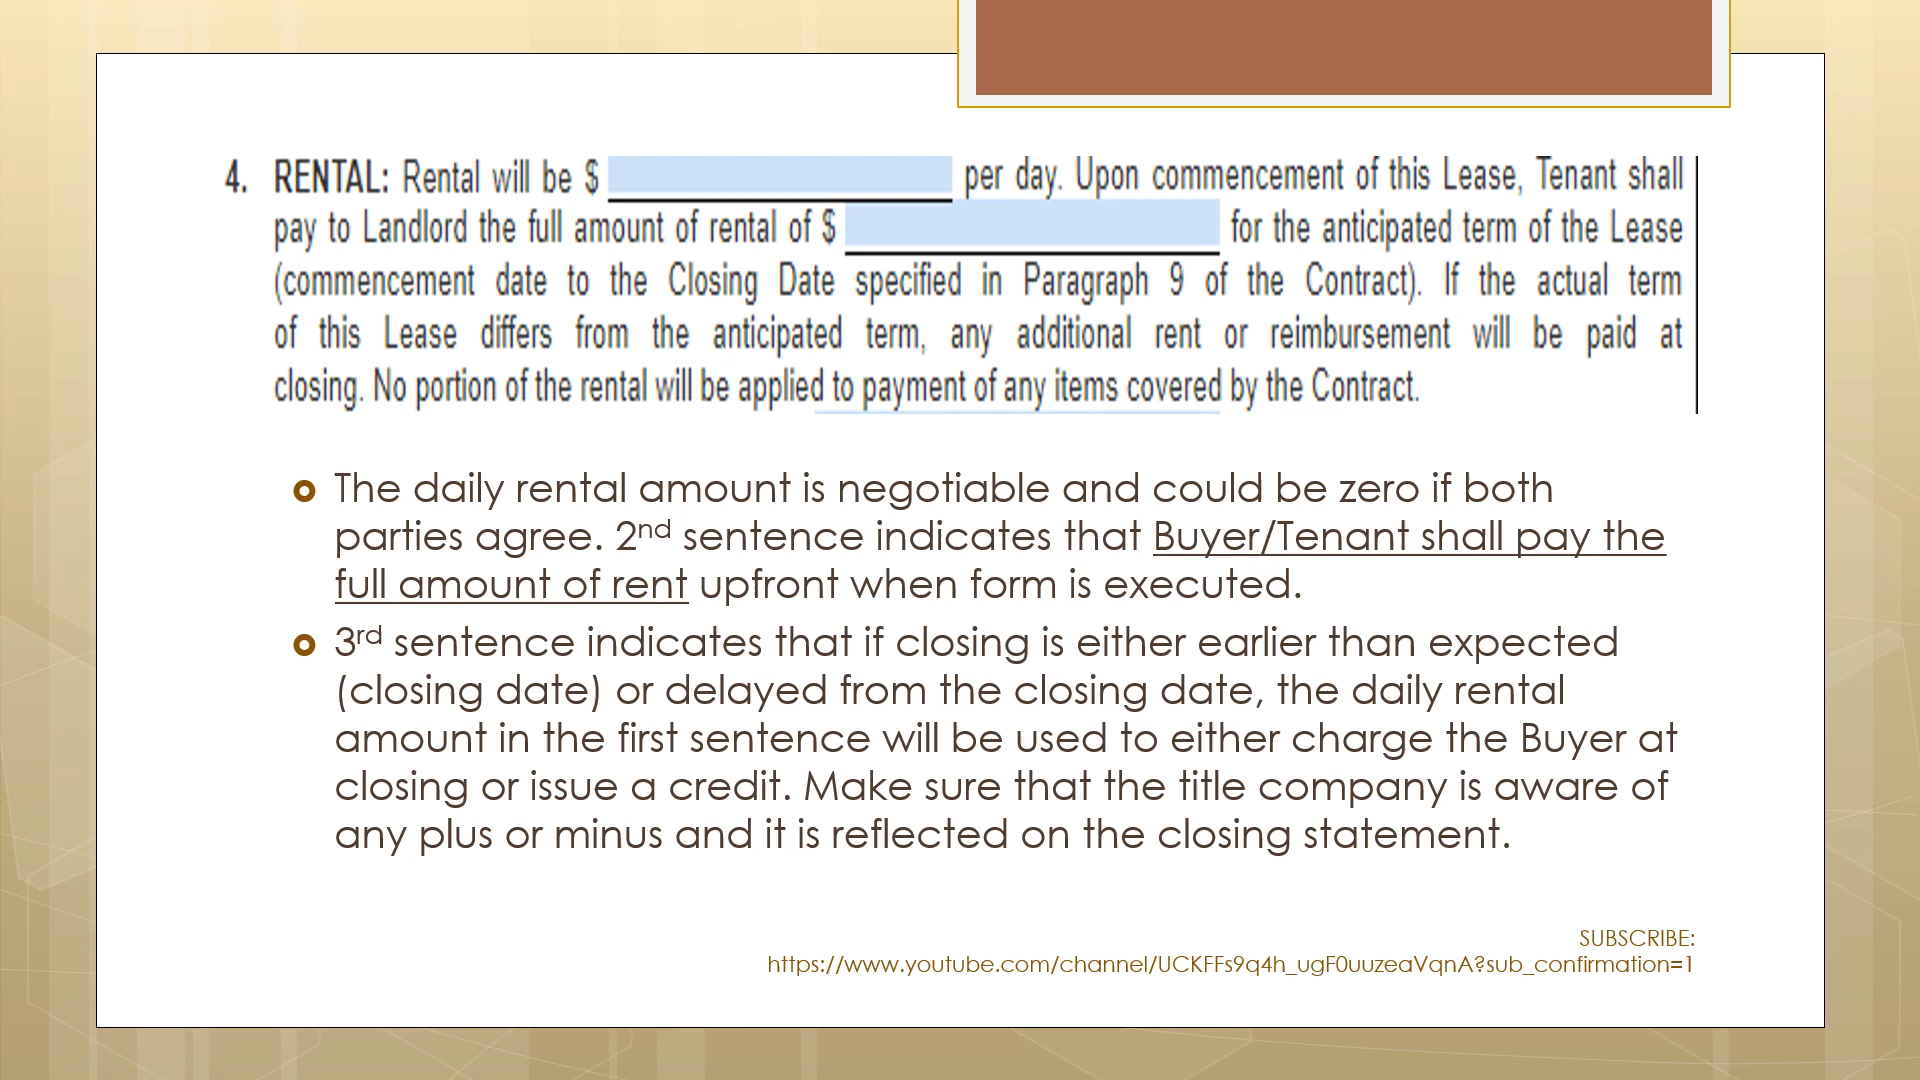 4. RENTAL: Rental will be $ per day. Upon commencement of this Lease, Tenant shall
pay to Landlord the full amount of rental of $ for the anticipated term of the Lease
(commencement date to the Closing Date specified in Paragraph 9 of the Contract). If the actual term
of this Lease differs from the anticipated term, any additional rent or reimbursement will be paid at
closing. No portion of the rental will be applied to payment of any items covered by the Contract.
The daily rental amount is negotiable and could be zero if both
parties agree. 2nd sentence indicates that Buyer/Tenant shall pay the
full amount of rent upfront when form is executed.
3rd sentence indicates that if closing is either earlier than expected
(closing date) or delayed from the closing date, the daily rental
amount in the first sentence will be used to either charge the Buyer at
closing or issue a credit. Make sure that the title company is aware of
any plus or minus and it is reflected on the closing statement.
SUBSCRIBE:
https://www.youtube.com/channel/UCKFFs9q4h_ugF0uuzeaVqnA?sub_confirmation=1